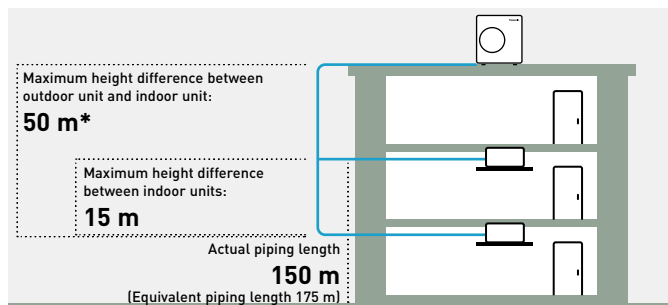 Maximum height difference between
outdoor unit and indoor unit:
50 m*
Maximum height difference
between indoor units:
15 m
Actual piping length
150 m
(Equivalent piping length 175 m)